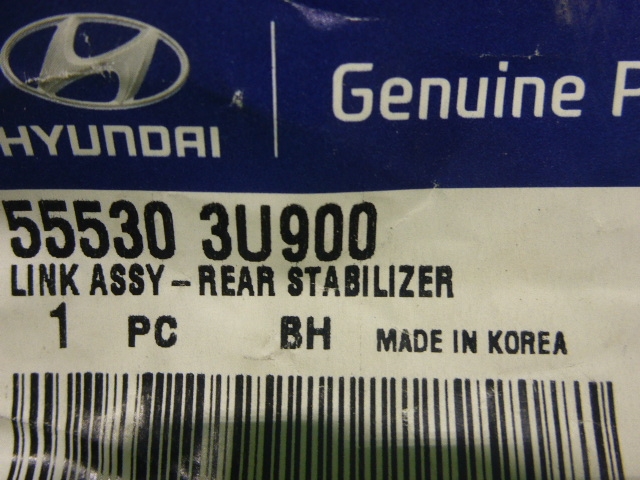 HYUNDAI
Genuine P
55530 3U900
LINK ASSY-REAR STABILIZER
1 PC BH MADE IN KOREA